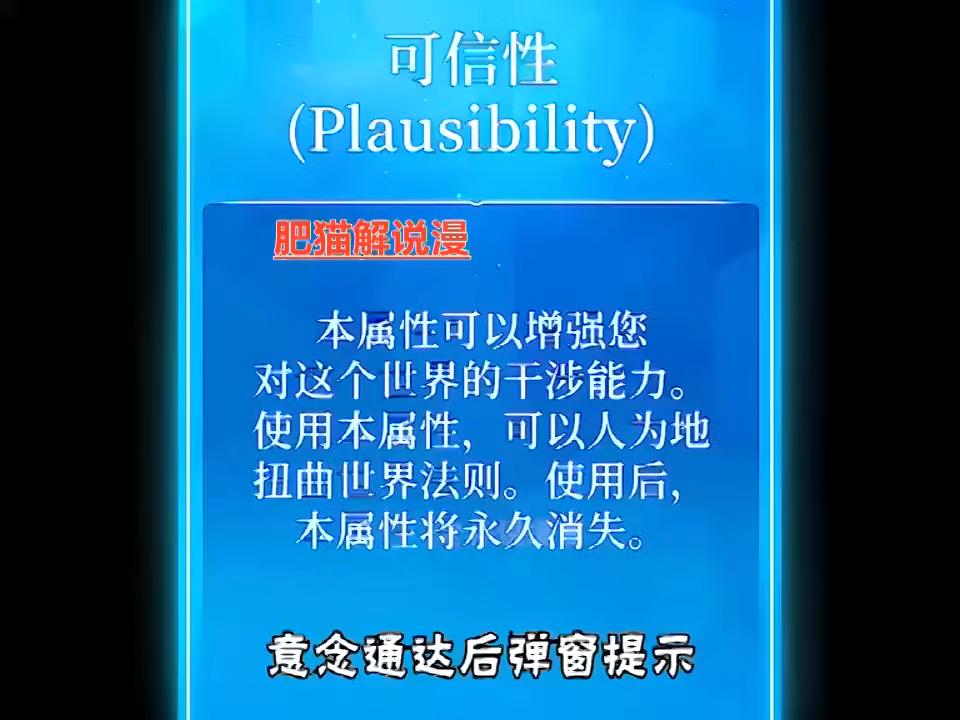 可信性
(Plausibility)
肥猫解说漫
本属性可以增强您
对这个世界的干涉能力。
使用本属性，可以人为地
扭曲世界法则。使用后，
本属性将永久消失。
意念通达后弹窗提示